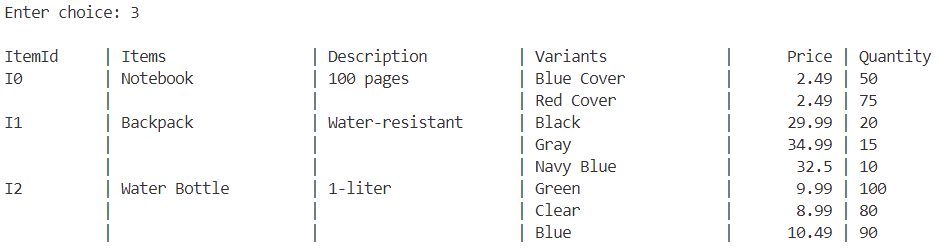 Enter choice: 3
ItemId | Items | Description | Variants | Price | Quantity
I0 | Notebook | 100 pages | Blue Cover | 2.49 | 50
| | | Red Cover | 2.49 | 75
I1 | Backpack | Water-resistant | Black | 29.99 | 20
| | | Gray | 34.99 | 15
| | | Navy Blue | 32.5 | 10
I2 | Water Bottle | 1-liter | Green | 9.99 | 100
| | | Clear | 8.99 | 80
| | | Blue | 10.49 | 90